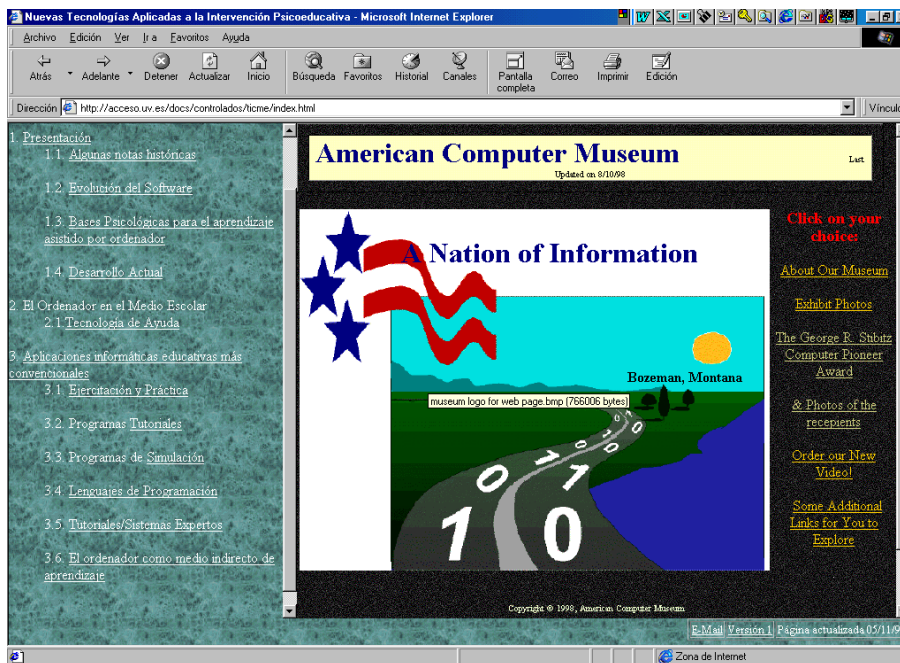 Nuevas Tecnologías Aplicadas a la Intervención Psicoeducativa - Microsoft Internet Explorer
Archivo Edición Ver Ir a Favoritos Ayuda
Atrás Adelante Detener Actualizar Inicio Búsqueda Favoritos Historial Canales Pantalla completa Correo Imprimir Edición
Dirección http://acceso.uv.es/docs/controlados/ticme/index.html Vínculo
1. Presentación
1.1. Algunas notas históricas
1.2. Evolución del Software
1.3. Bases Psicológicas para el aprendizaje
asistido por ordenador
1.4. Desarrollo Actual
2. El Ordenador en el Medio Escolar
2.1.Tecnología de Ayuda
3. Aplicaciones informáticas educativas más
convencionales
3.1. Ejercitación y Práctica
3.2. Programas Tutoriales
3.3. Programas de Simulación
3.4. Lenguajes de Programación
3.5. Tutoriales/Sistemas Expertos
3.6. El ordenador como medio indirecto de
aprendizaje
American Computer Museum
Last
Updated on 8/10/98
A Nation of Information
Bozeman, Montana
museum logo for web page.bmp (766006 bytes)
0 1 0
0 1 0
0 1
1 0
Click on your
choice:
About Our Museum
Exhibit Photos
The George R. Stibitz
Computer Pioneer
Award
& Photos of the
recepients
Order our New
Video!
Some Additional
Links for You to
Explore
Copyright © 1998, American Computer Museum
E-Mail Versión 1 Página actualizada 05/11/9
Zona de Internet